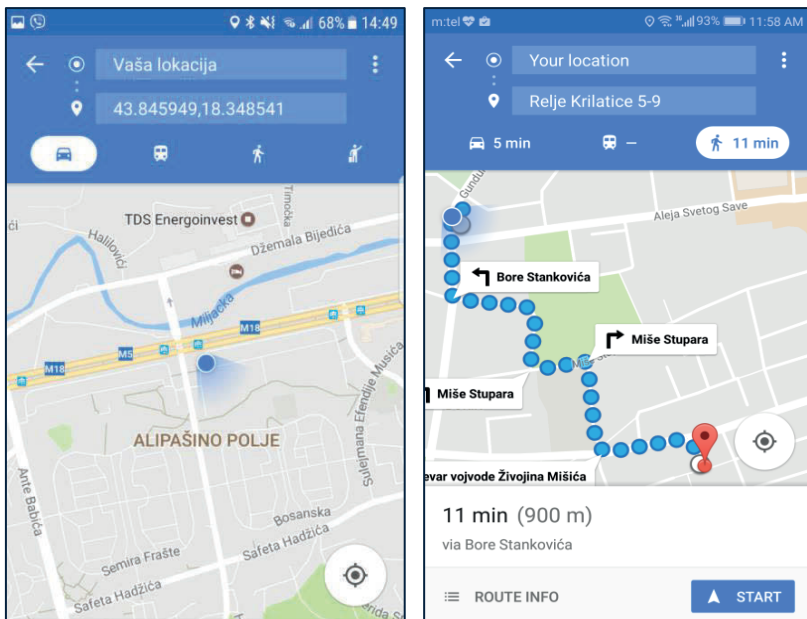 68% 14:49
Vaša lokacija
43.845949,18.348541
TDS Energoinvest
Timočka
Halilovići
Džemala Bijedića
Miljacka
M18
M18
M5
M18
ALIPAŠINO POLJE
Sulejmana Efendije Musića
Ante Babića
Bosanska
Semira Frašte
Safeta Hadžića
Safeta Hadžića
m:tel 93% 11:58 AM
Your location
Relje Krilatice 5-9
5 min – 11 min
Aleja Svetog Save
Bore Stankovića
Miše Stupara
Miše Stupara
evar vojvode Živojina Mišića
11 min (900 m)
via Bore Stankovića
ROUTE INFO START